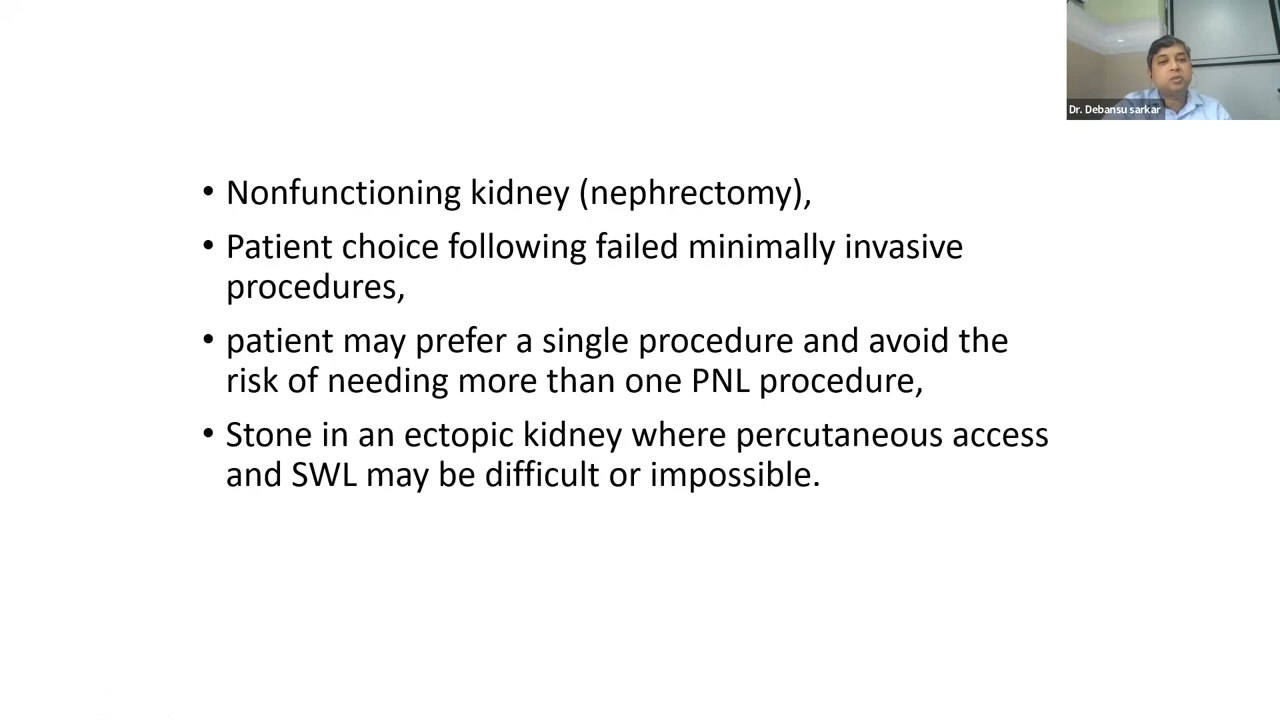 Dr. Debansu sarkar
• Nonfunctioning kidney (nephrectomy),
• Patient choice following failed minimally invasive
procedures,
• patient may prefer a single procedure and avoid the
risk of needing more than one PNL procedure,
• Stone in an ectopic kidney where percutaneous access
and SWL may be difficult or impossible.